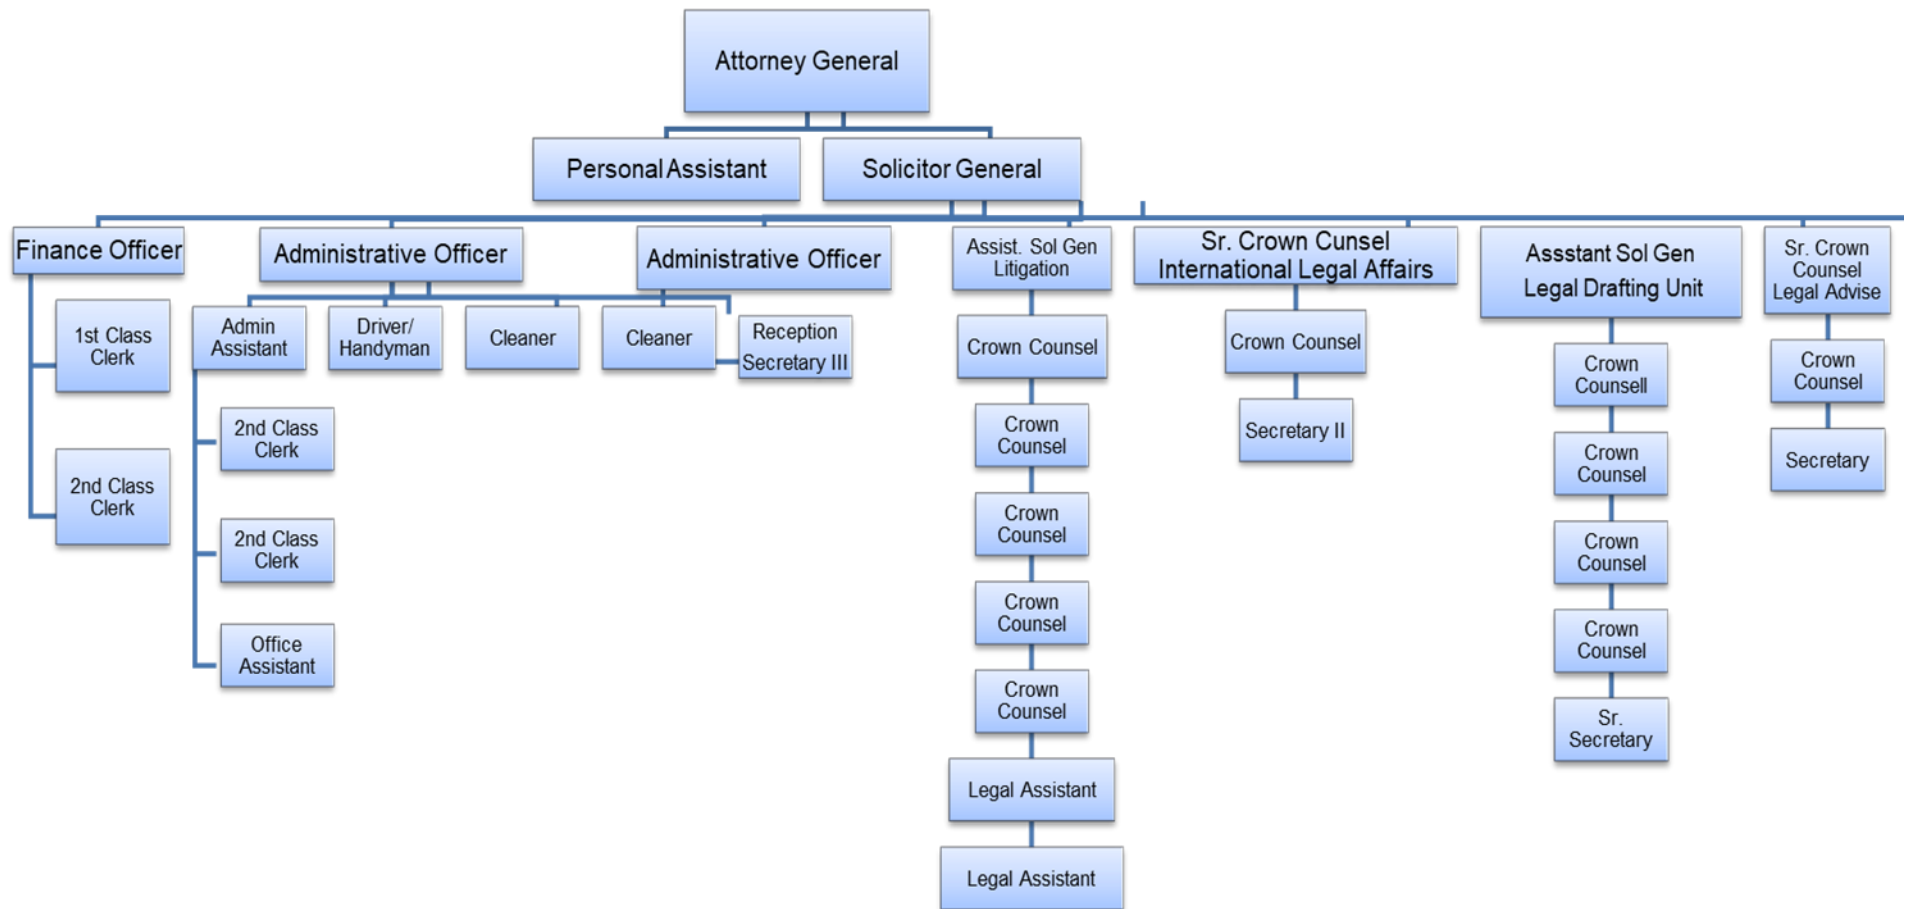 Attorney General
Personal Assistant
Solicitor General
Finance Officer
Administrative Officer
Administrative Officer
Assist. Sol Gen
Litigation
Sr. Crown Cunsel
International Legal Affairs
Assstant Sol Gen
Legal Drafting Unit
Sr. Crown
Counsel
Legal Advise
1st Class
Clerk
2nd Class
Clerk
Admin
Assistant
Driver/
Handyman
Cleaner
Cleaner
Reception
Secretary III
2nd Class
Clerk
2nd Class
Clerk
Office
Assistant
Crown Counsel
Crown
Counsel
Crown
Counsel
Crown
Counsel
Crown
Counsel
Legal Assistant
Legal Assistant
Crown Counsel
Secretary II
Crown
Counsell
Crown
Counsel
Crown
Counsel
Crown
Counsel
Sr.
Secretary
Crown
Counsel
Secretary